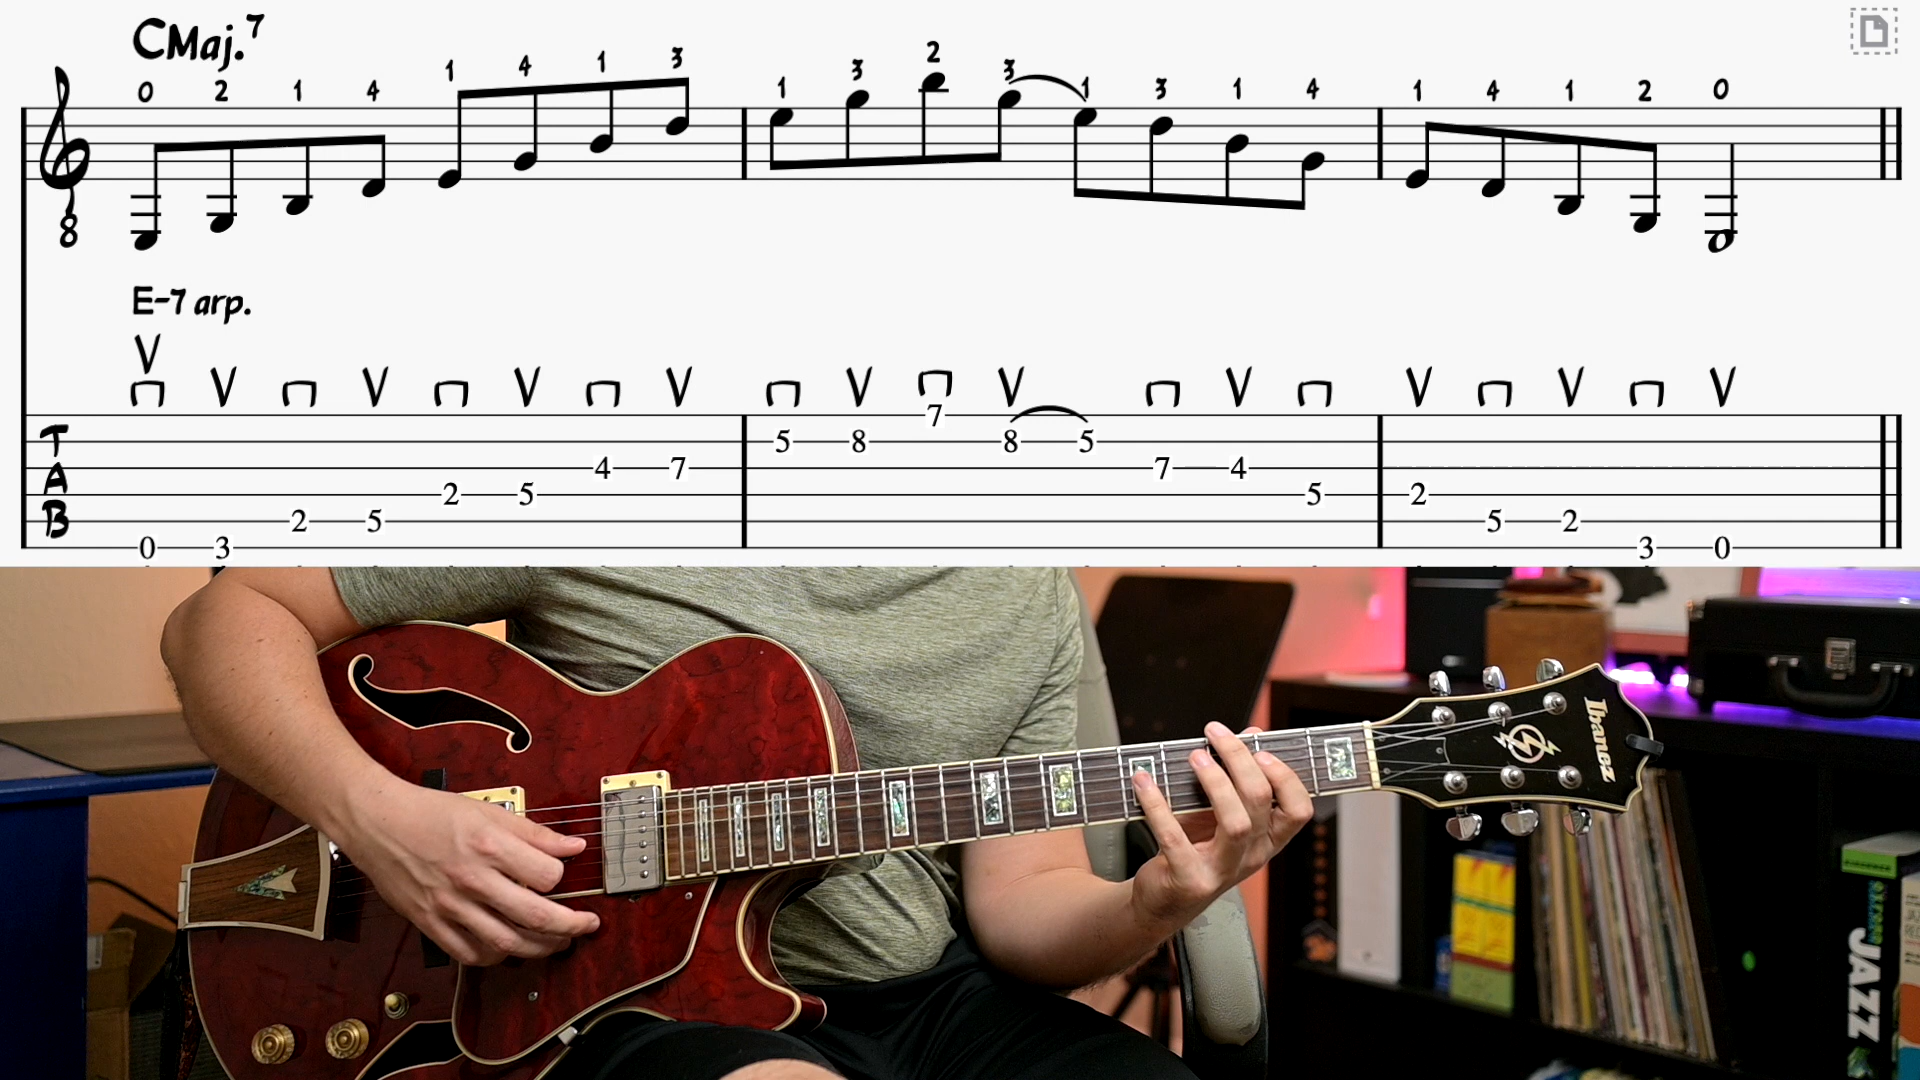 CMaj.7
0 2 1 4 1 4 1 3 1 3 2 3 1 3 1 4 1 4 1 2 0
8
E-7 arp.
V
V V V V V V V V V V
7
T 5 8 8 5
A 4 7 7 4
2 5 5 2
B 2 5 5 2
0 3 3 0
Ibanez
JAZZ